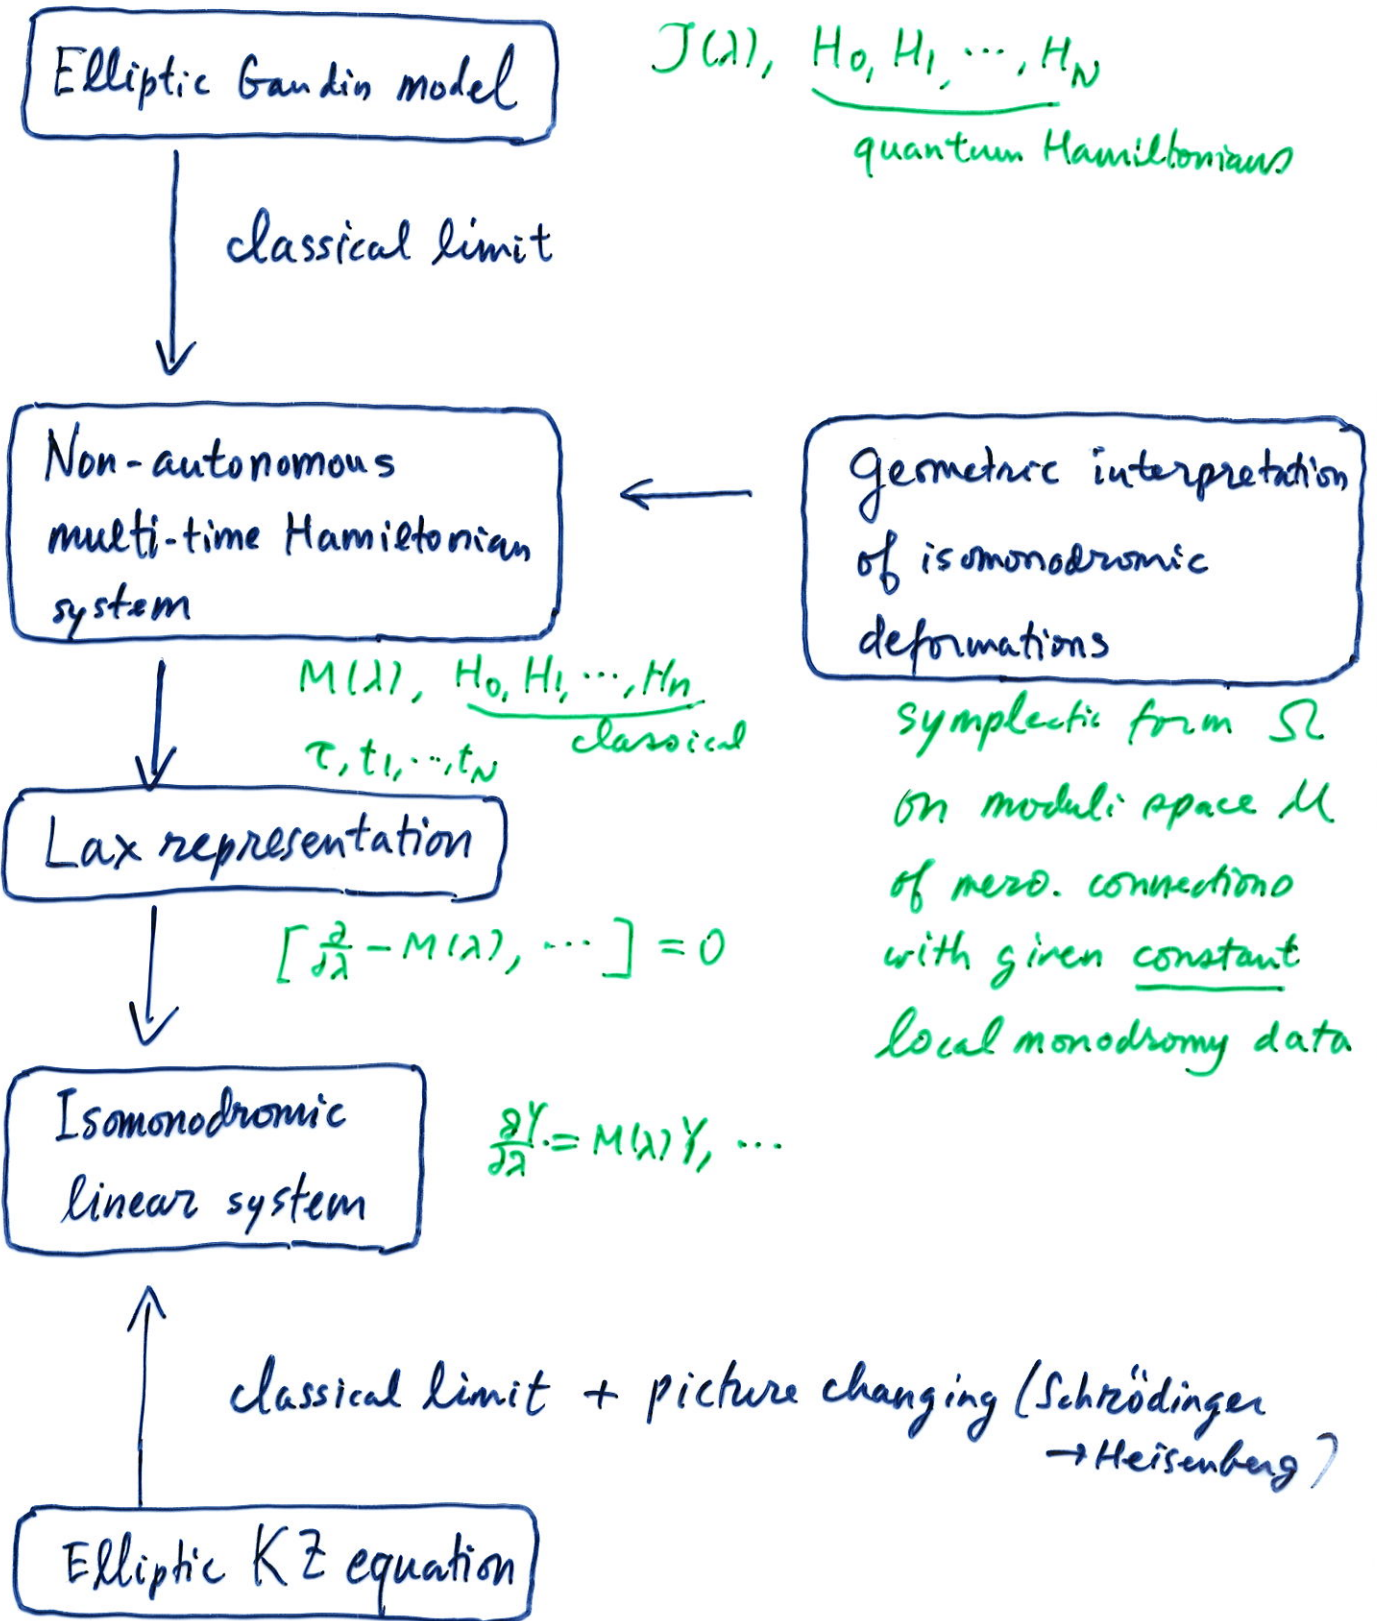 Elliptic Gaudin model
J(λ), H₀, H₁, ⋯, H_N
quantum Hamiltonians
classical limit
Non-autonomous
multi-time Hamiltonian
system
Geometric interpretation
of isomonodromic
deformations
M(λ), H₀, H₁, ⋯, Hₙ
classical
τ, t₁, ⋯, t_N
symplectic form Ω
on moduli space M
of mero. connections
with given constant
local monodromy data
Lax representation
[∂/∂λ − M(λ), ⋯ ] = 0
Isomonodromic
linear system
∂Y/∂λ = M(λ) Y, ⋯
classical limit + picture changing (Schrödinger
→ Heisenberg)
Elliptic KZ equation